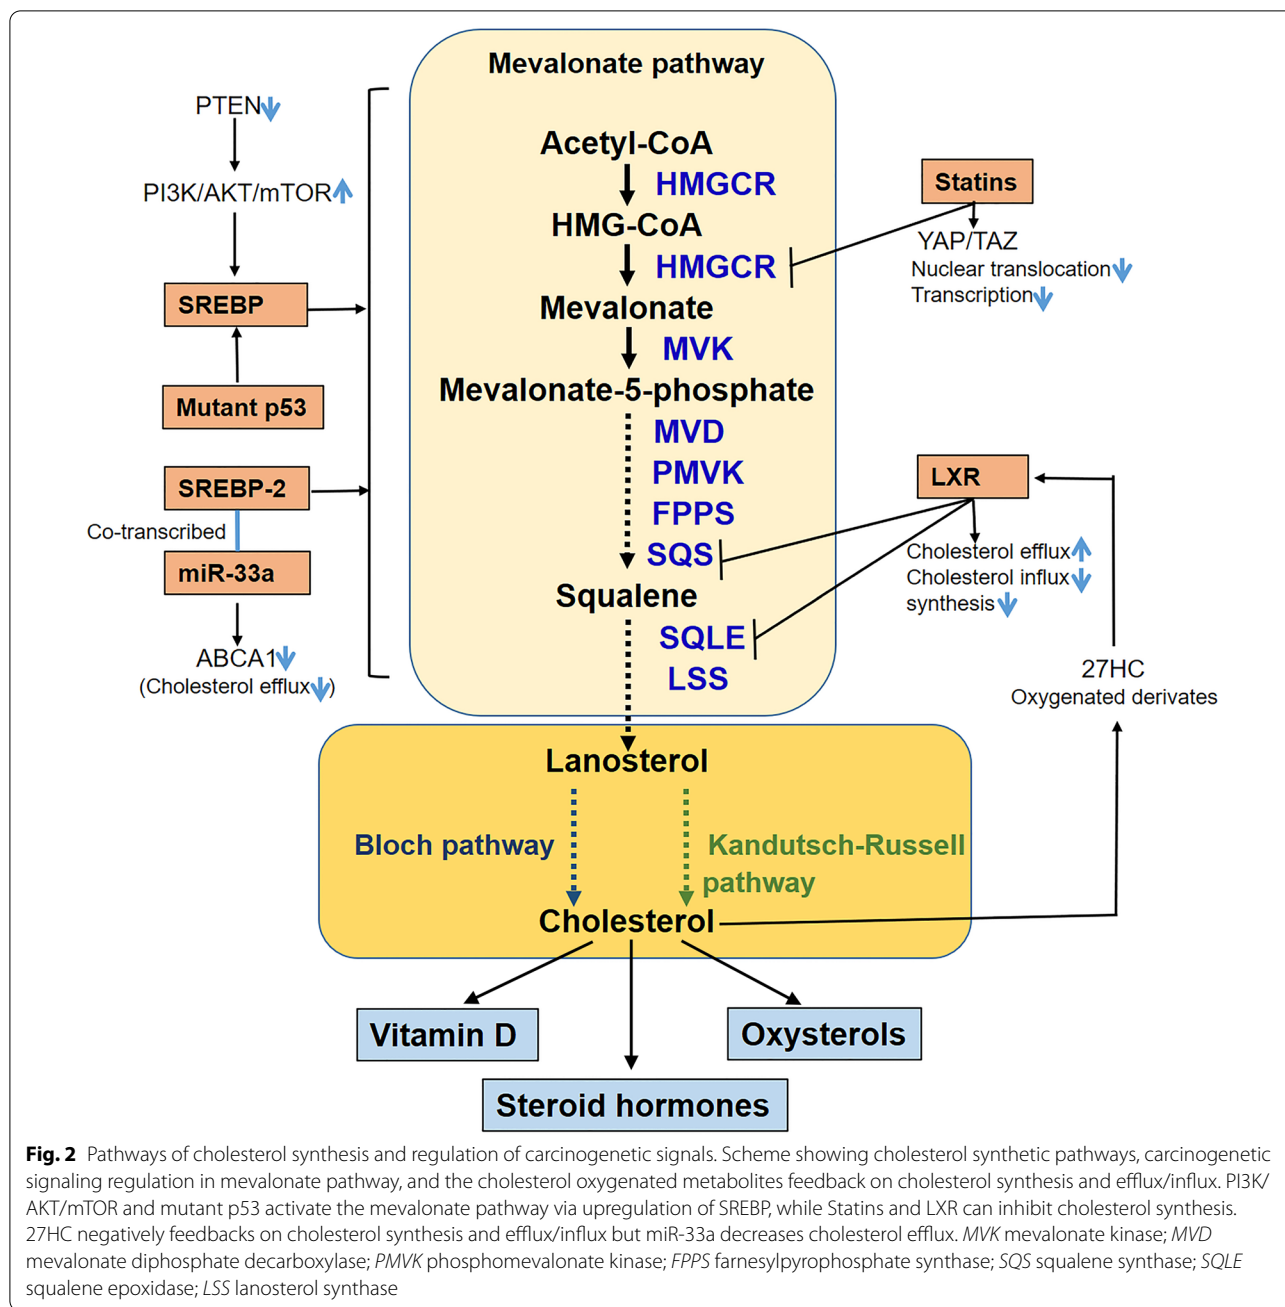 Mevalonate pathway
PTEN
PI3K/AKT/mTOR
SREBP
Mutant p53
SREBP-2
Co-transcribed
miR-33a
ABCA1
(Cholesterol efflux )
Acetyl-CoA
HMGCR
HMG-CoA
HMGCR
Mevalonate
MVK
Mevalonate-5-phosphate
MVD
PMVK
FPPS
SQS
Squalene
SQLE
LSS
Statins
YAP/TAZ
Nuclear translocation
Transcription
LXR
Cholesterol efflux
Cholesterol influx
synthesis
27HC
Oxygenated derivates
Lanosterol
Bloch pathway
Kandutsch-Russell
pathway
Cholesterol
Vitamin D
Oxysterols
Steroid hormones
Fig. 2 Pathways of cholesterol synthesis and regulation of carcinogenetic signals. Scheme showing cholesterol synthetic pathways, carcinogenetic
signaling regulation in mevalonate pathway, and the cholesterol oxygenated metabolites feedback on cholesterol synthesis and efflux/influx. PI3K/
AKT/mTOR and mutant p53 activate the mevalonate pathway via upregulation of SREBP, while Statins and LXR can inhibit cholesterol synthesis.
27HC negatively feedbacks on cholesterol synthesis and efflux/influx but miR-33a decreases cholesterol efflux. MVK mevalonate kinase; MVD
mevalonate diphosphate decarboxylase; PMVK phosphomevalonate kinase; FPPS farnesylpyrophosphate synthase; SQS squalene synthase; SQLE
squalene epoxidase; LSS lanosterol synthase